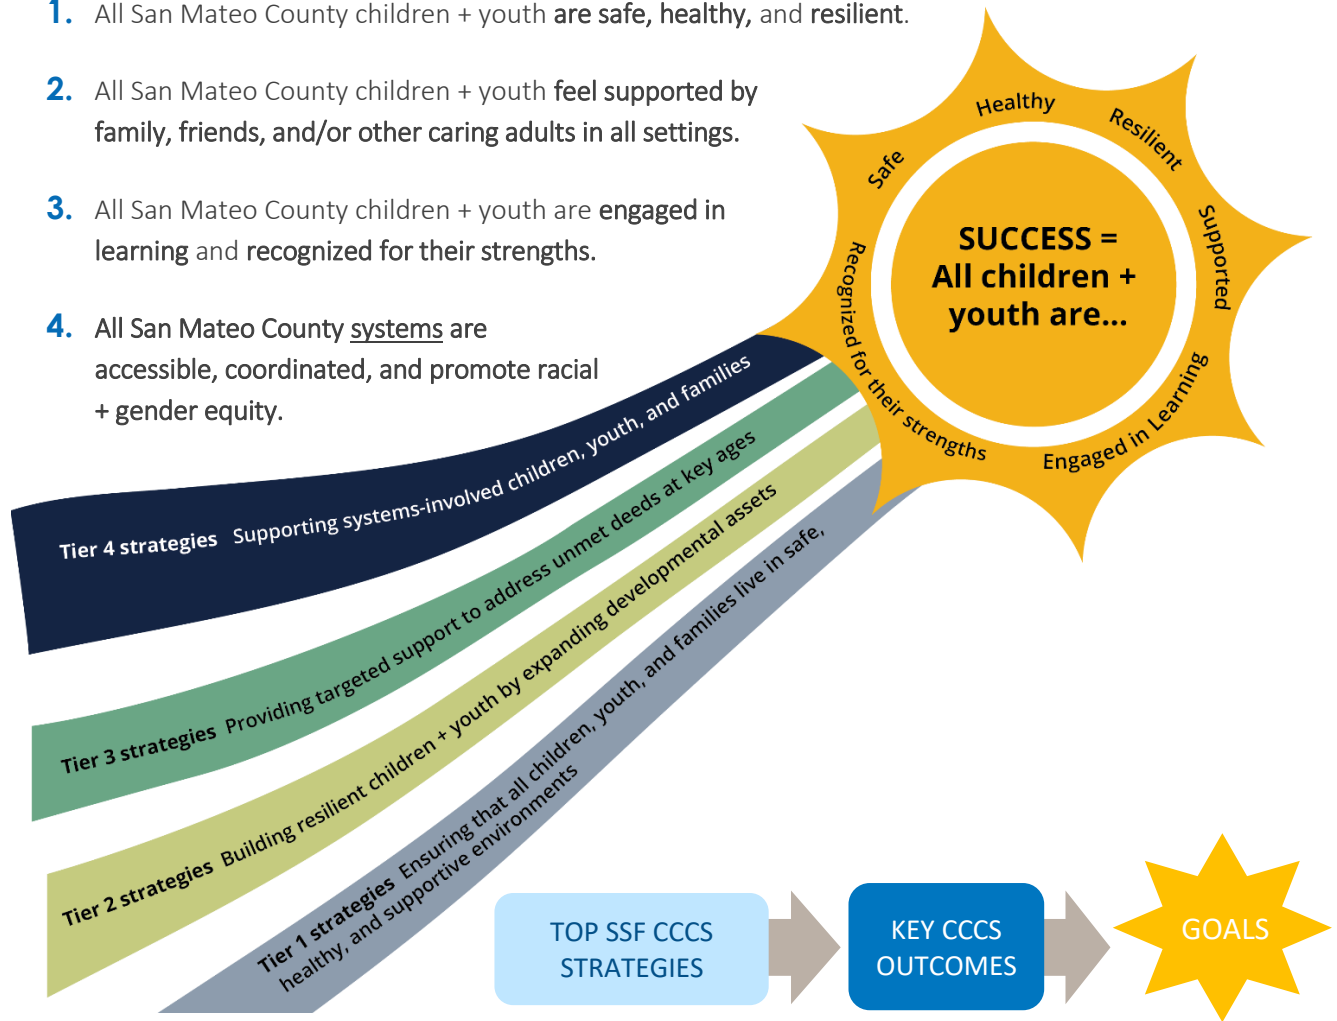 1. All San Mateo County children + youth are safe, healthy, and resilient.
2. All San Mateo County children + youth feel supported by
family, friends, and/or other caring adults in all settings.
3. All San Mateo County children + youth are engaged in
learning and recognized for their strengths.
4. All San Mateo County systems are
accessible, coordinated, and promote racial
+ gender equity.
Safe
Healthy
Resilient
Supported
Engaged in Learning
Recognized for their strengths
SUCCESS =
All children +
youth are...
Tier 4 strategies Supporting systems-involved children, youth, and families
Tier 3 strategies Providing targeted support to address unmet deeds at key ages
Tier 2 strategies Building resilient children + youth by expanding developmental assets
Tier 1 strategies Ensuring that all children, youth, and families live in safe,
healthy, and supportive environments
TOP SSF CCCS
STRATEGIES
KEY CCCS
OUTCOMES
GOALS